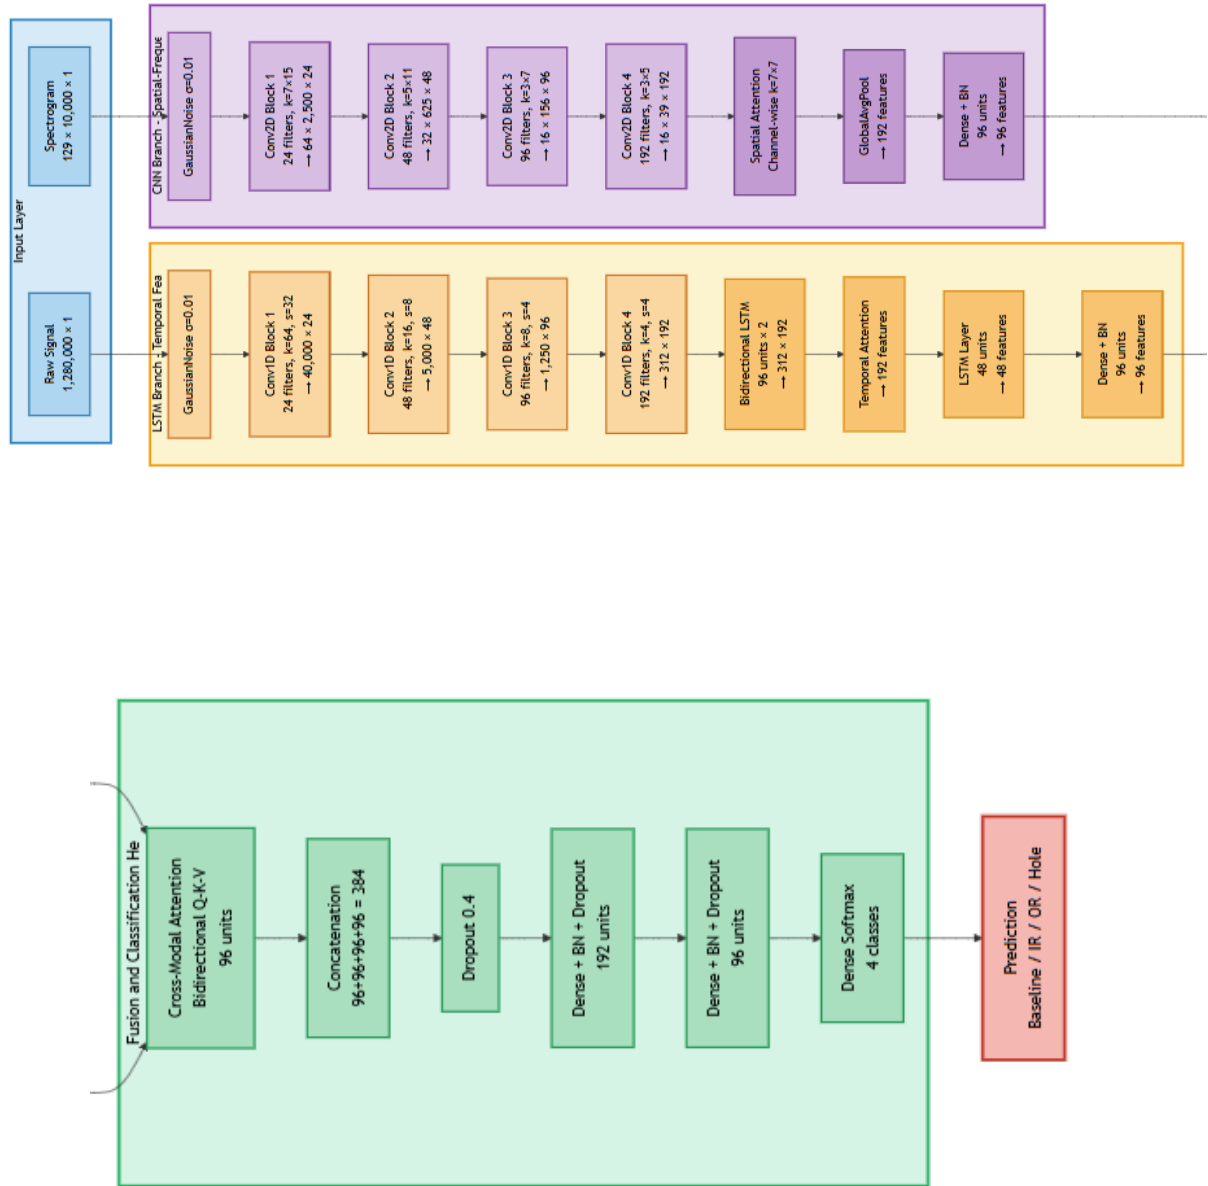 Input Layer
Spectrogram
129 × 10,000 × 1
Raw Signal
1,280,000 × 1
CNN Branch - Spatial-Freque
GaussianNoise σ=0.01
Conv2D Block 1
24 filters, k=7×15
→ 64 × 2,500 × 24
Conv2D Block 2
48 filters, k=5×11
→ 32 × 625 × 48
Conv2D Block 3
96 filters, k=3×7
→ 16 × 156 × 96
Conv2D Block 4
192 filters, k=3×5
→ 16 × 39 × 192
Spatial Attention
Channel-wise k=7×7
GlobalAvgPool
→ 192 features
Dense + BN
96 units
→ 96 features
LSTM Branch - Temporal Fea
GaussianNoise σ=0.01
Conv1D Block 1
24 filters, k=64, s=32
→ 40,000 × 24
Conv1D Block 2
48 filters, k=16, s=8
→ 5,000 × 48
Conv1D Block 3
96 filters, k=8, s=4
→ 1,250 × 96
Conv1D Block 4
192 filters, k=4, s=4
→ 312 × 192
Bidirectional LSTM
96 units × 2
→ 312 × 192
Temporal Attention
→ 192 features
LSTM Layer
48 units
→ 48 features
Dense + BN
96 units
→ 96 features
Fusion and Classification He
Cross-Modal Attention
Bidirectional Q-K-V
96 units
Concatenation
96+96+96+96 = 384
Dropout 0.4
Dense + BN + Dropout
192 units
Dense + BN + Dropout
96 units
Dense Softmax
4 classes
Prediction
Baseline / IR / OR / Hole